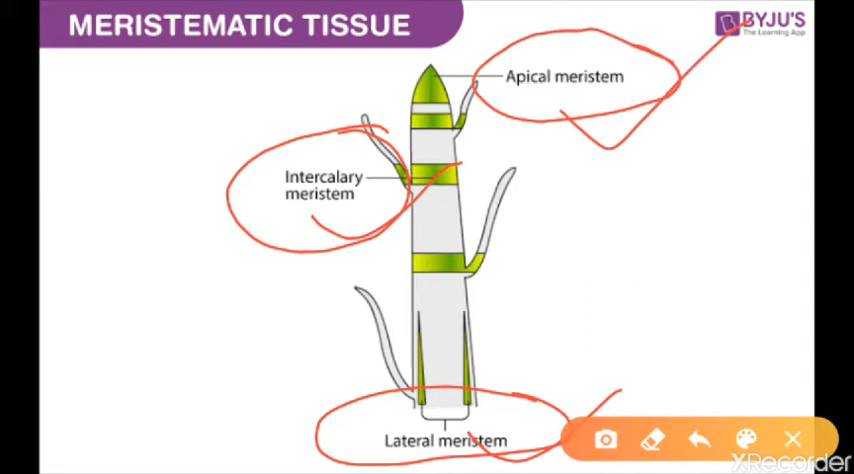 MERISTEMATIC TISSUE
BYJU'S
The Learning App
Apical meristem
Intercalary
meristem
Lateral meristem
XRecorder